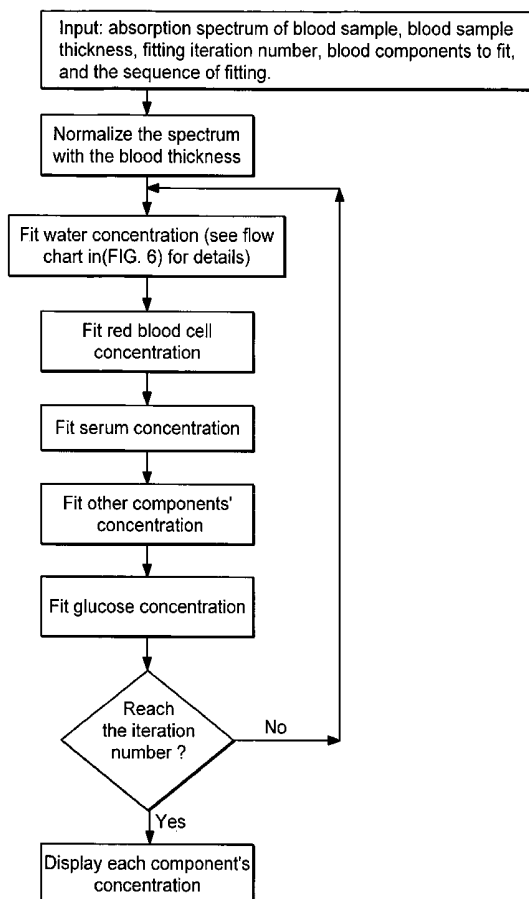 Input: absorption spectrum of blood sample, blood sample
thickness, fitting iteration number, blood components to fit,
and the sequence of fitting.
Normalize the spectrum
with the blood thickness
Fit water concentration (see flow
chart in(FIG. 6) for details)
Fit red blood cell
concentration
Fit serum concentration
Fit other components'
concentration
Fit glucose concentration
Reach
the iteration
number ?
No
Yes
Display each component's
concentration